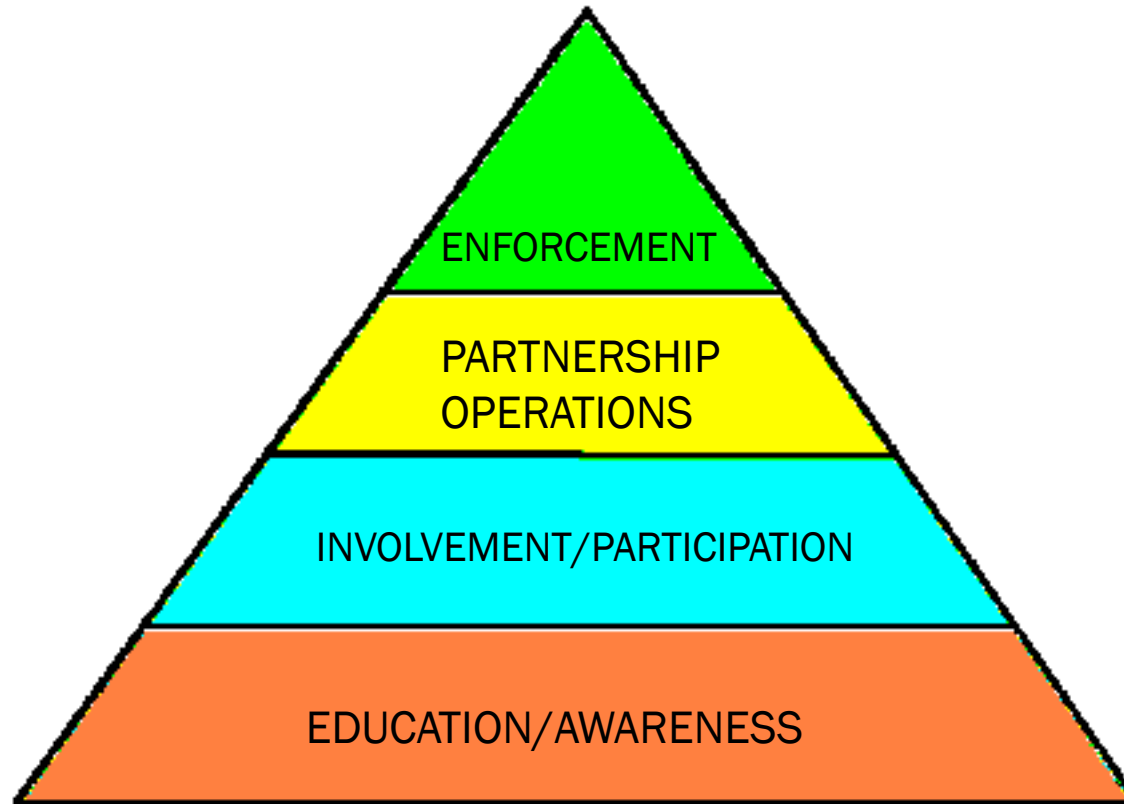 ENFORCEMENT
PARTNERSHIP
OPERATIONS
INVOLVEMENT/PARTICIPATION
EDUCATION/AWARENESS